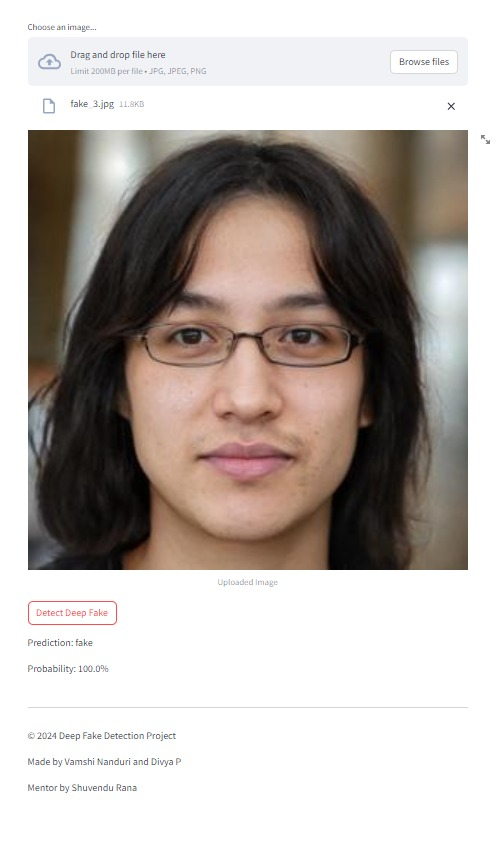 Choose an image...
Drag and drop file here
Limit 200MB per file • JPG, JPEG, PNG
Browse files
fake_3.jpg 11.8KB
Uploaded Image
Detect Deep Fake
Prediction: fake
Probability: 100.0%
© 2024 Deep Fake Detection Project
Made by Vamshi Nanduri and Divya P
Mentor by Shuvendu Rana